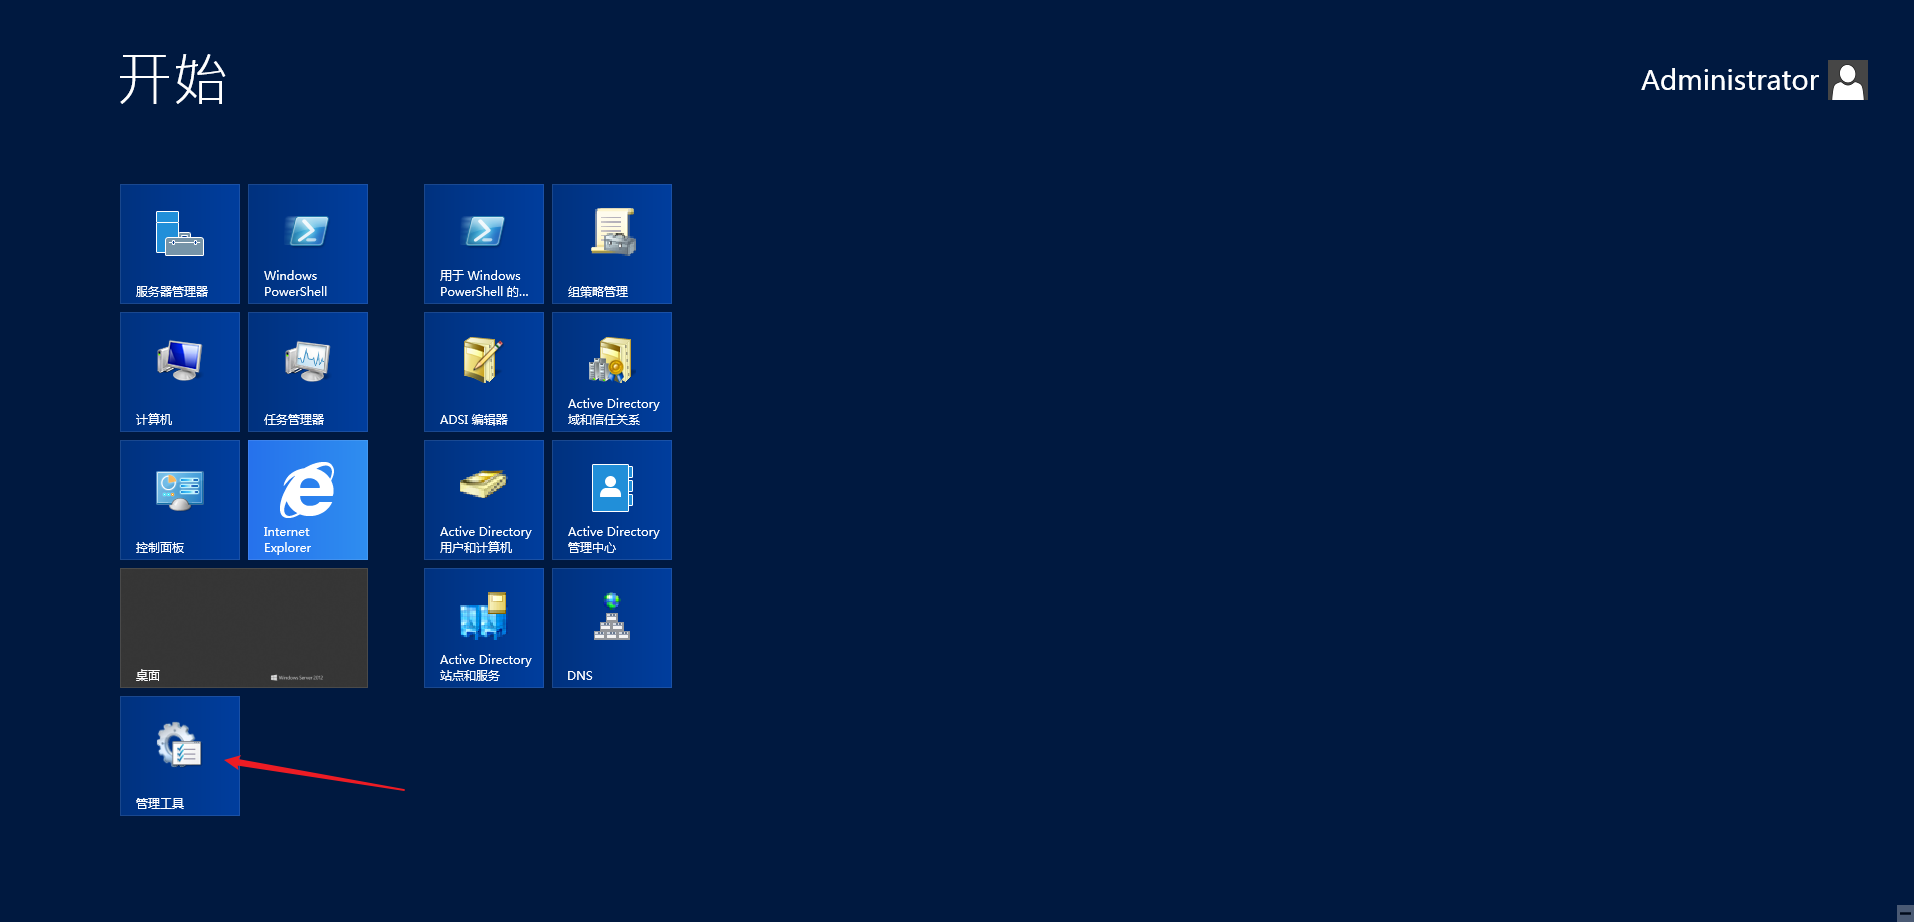 开始
Administrator
服务器管理器
Windows
PowerShell
用于 Windows
PowerShell 的...
组策略管理
计算机
任务管理器
ADSI 编辑器
Active Directory
域和信任关系
控制面板
Internet
Explorer
Active Directory
用户和计算机
Active Directory
管理中心
桌面
Windows Server 2012
Active Directory
站点和服务
DNS
管理工具